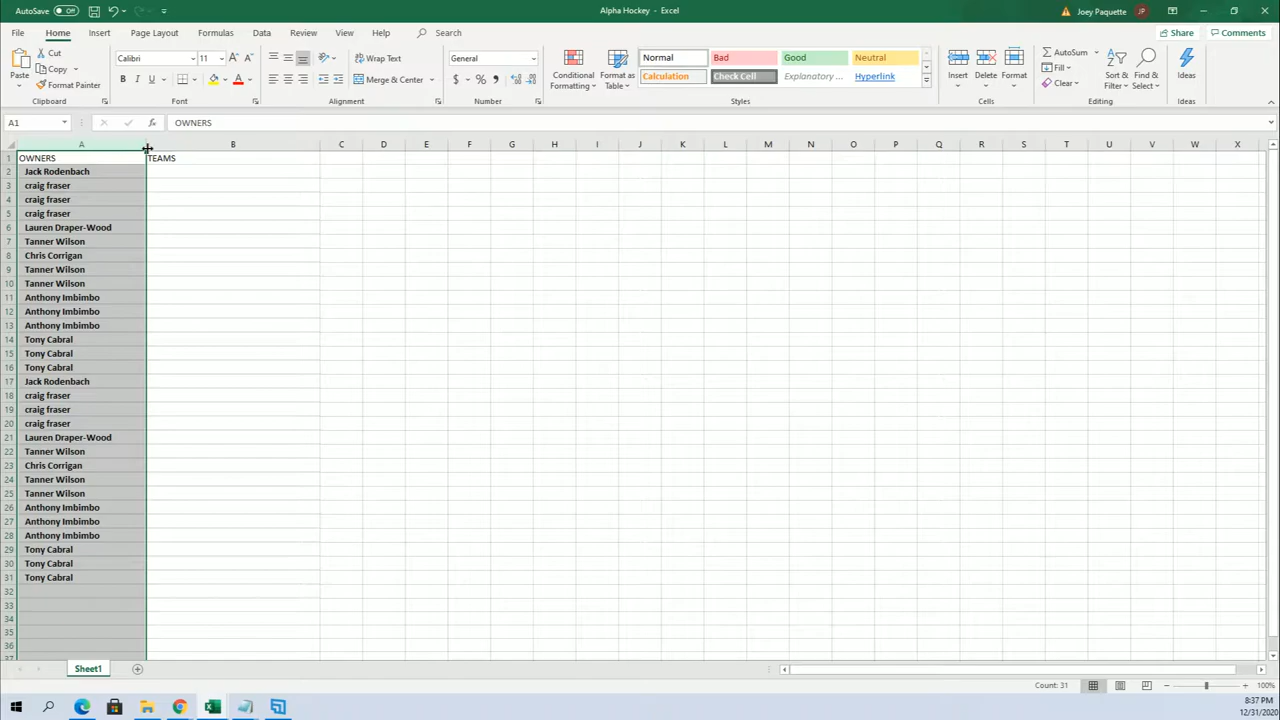 AutoSave Off Alpha Hockey - Excel Joey Paquette JP
File Home Insert Page Layout Formulas Data Review View Help Search Share Comments
Paste Cut Copy Format Painter Clipboard
Calibri 11 A A B I U A Font
ab Wrap Text Merge & Center Alignment
General $ % , Number
Conditional Formatting Format as Table
Normal Bad Good Neutral
Calculation Check Cell Explanatory ... Hyperlink Styles
Insert Delete Format Cells
AutoSum Fill Clear Sort & Filter Find & Select Editing
Ideas Ideas
A1 fx OWNERS
A B C D E F G H I J K L M N O P Q R S T U V W X
1 OWNERS TEAMS
2 Jack Rodenbach
3 craig fraser
4 craig fraser
5 craig fraser
6 Lauren Draper-Wood
7 Tanner Wilson
8 Chris Corrigan
9 Tanner Wilson
10 Tanner Wilson
11 Anthony Imbimbo
12 Anthony Imbimbo
13 Anthony Imbimbo
14 Tony Cabral
15 Tony Cabral
16 Tony Cabral
17 Jack Rodenbach
18 craig fraser
19 craig fraser
20 craig fraser
21 Lauren Draper-Wood
22 Tanner Wilson
23 Chris Corrigan
24 Tanner Wilson
25 Tanner Wilson
26 Anthony Imbimbo
27 Anthony Imbimbo
28 Anthony Imbimbo
29 Tony Cabral
30 Tony Cabral
31 Tony Cabral
32
33
34
35
36
37
Sheet1
Count: 31 100%
8:37 PM
12/31/2020